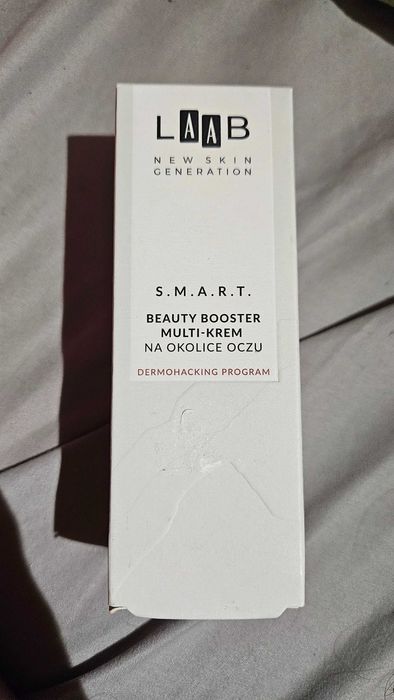 LAAB
NEW SKIN
GENERATION
S.M.A.R.T.
BEAUTY BOOSTER
MULTI-KREM
NA OKOLICE OCZU
DERMOHACKING PROGRAM